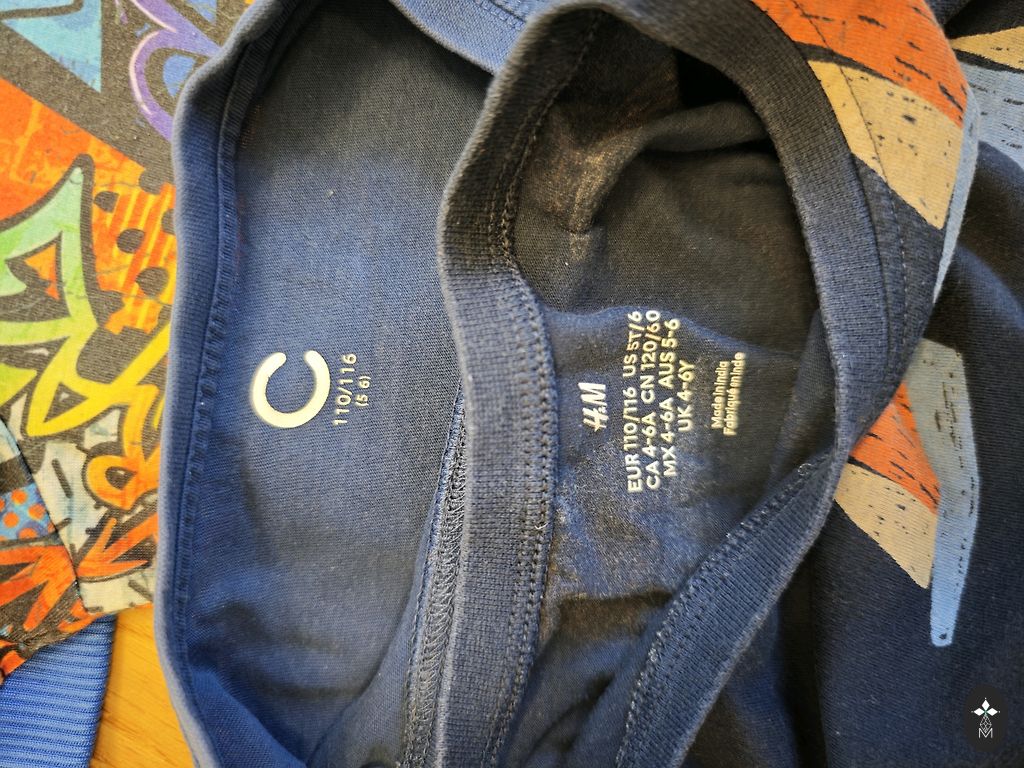 C
110/116
(5 6)
H&M
EUR 110/116 US 5T/6
CA 4-6A CN 120/60
MX 4-6A AUS 5-6
UK 4-6Y
Made in India
Fabriqué en Inde
M